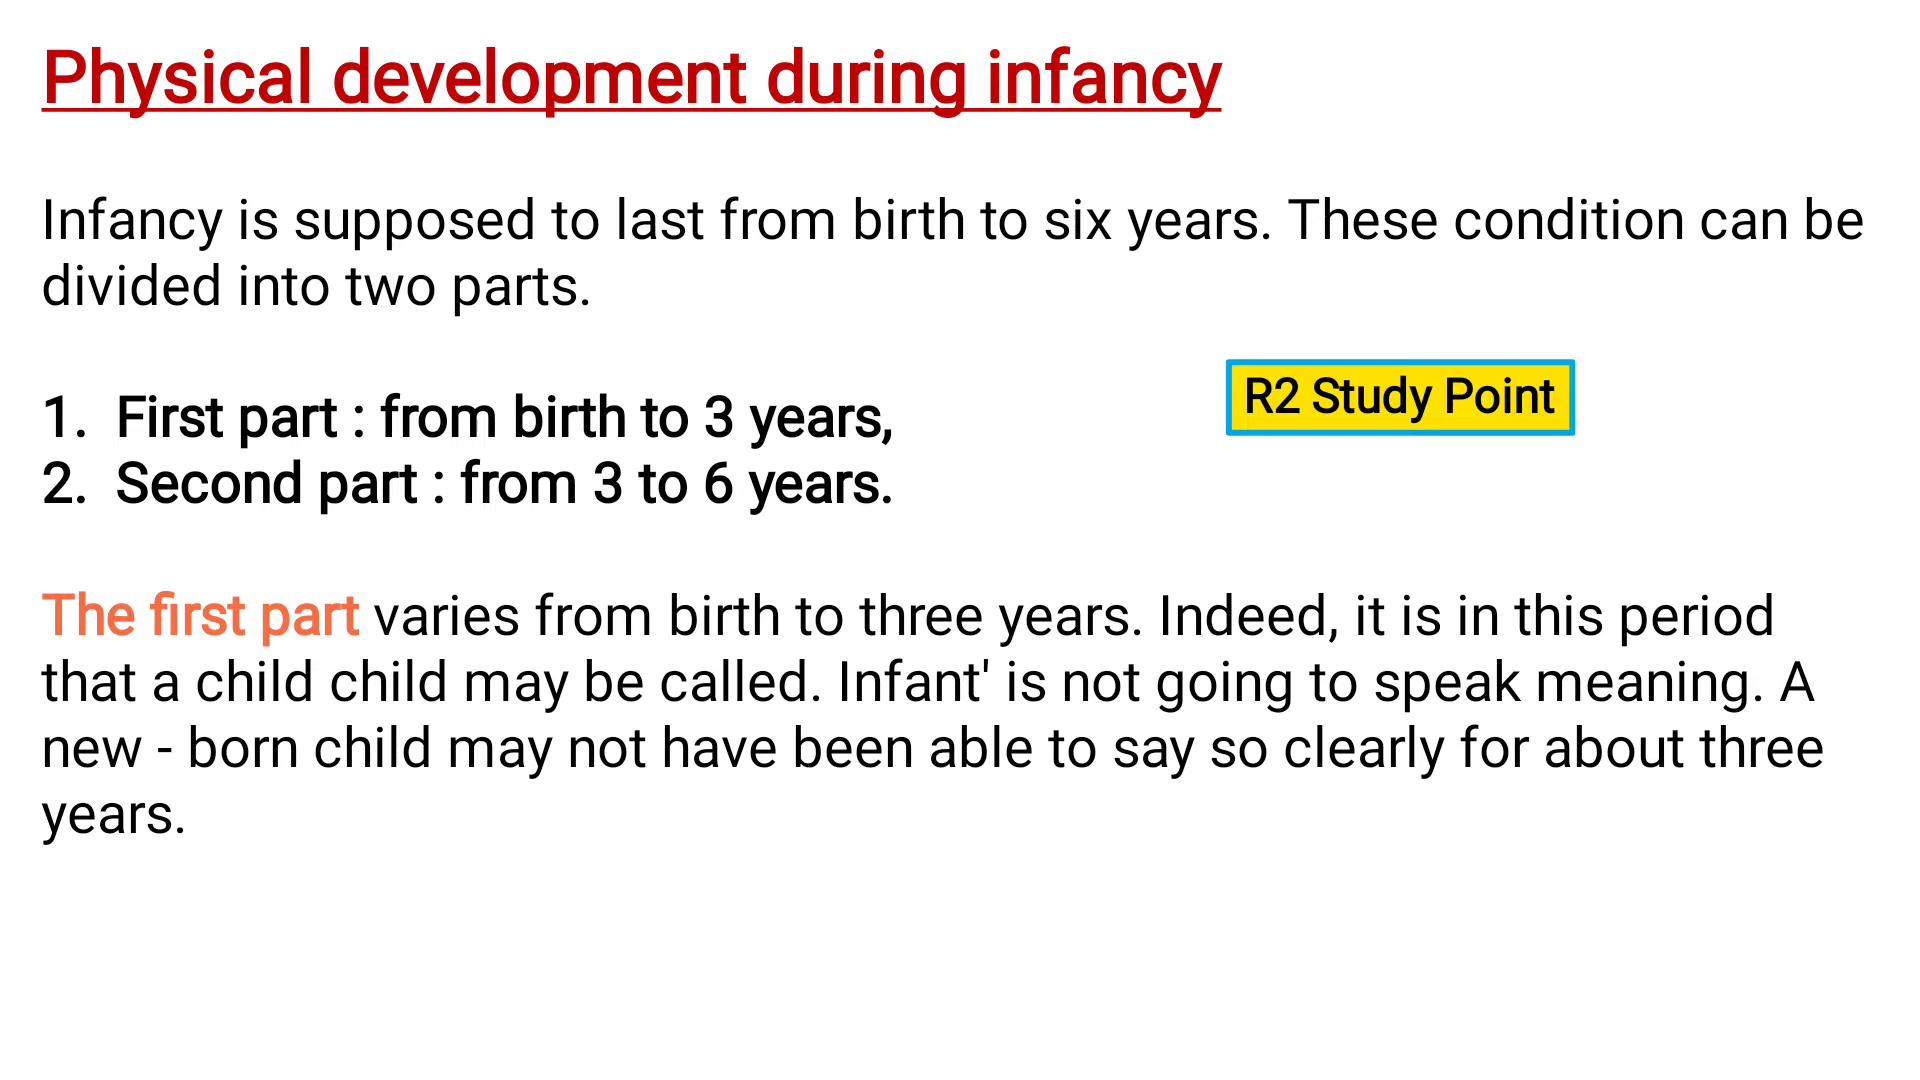 Physical development during infancy
Infancy is supposed to last from birth to six years. These condition can be
divided into two parts.
1. First part : from birth to 3 years,
R2 Study Point
2. Second part : from 3 to 6 years.
The first part varies from birth to three years. Indeed, it is in this period
that a child child may be called. Infant' is not going to speak meaning. A
new - born child may not have been able to say so clearly for about three
years.